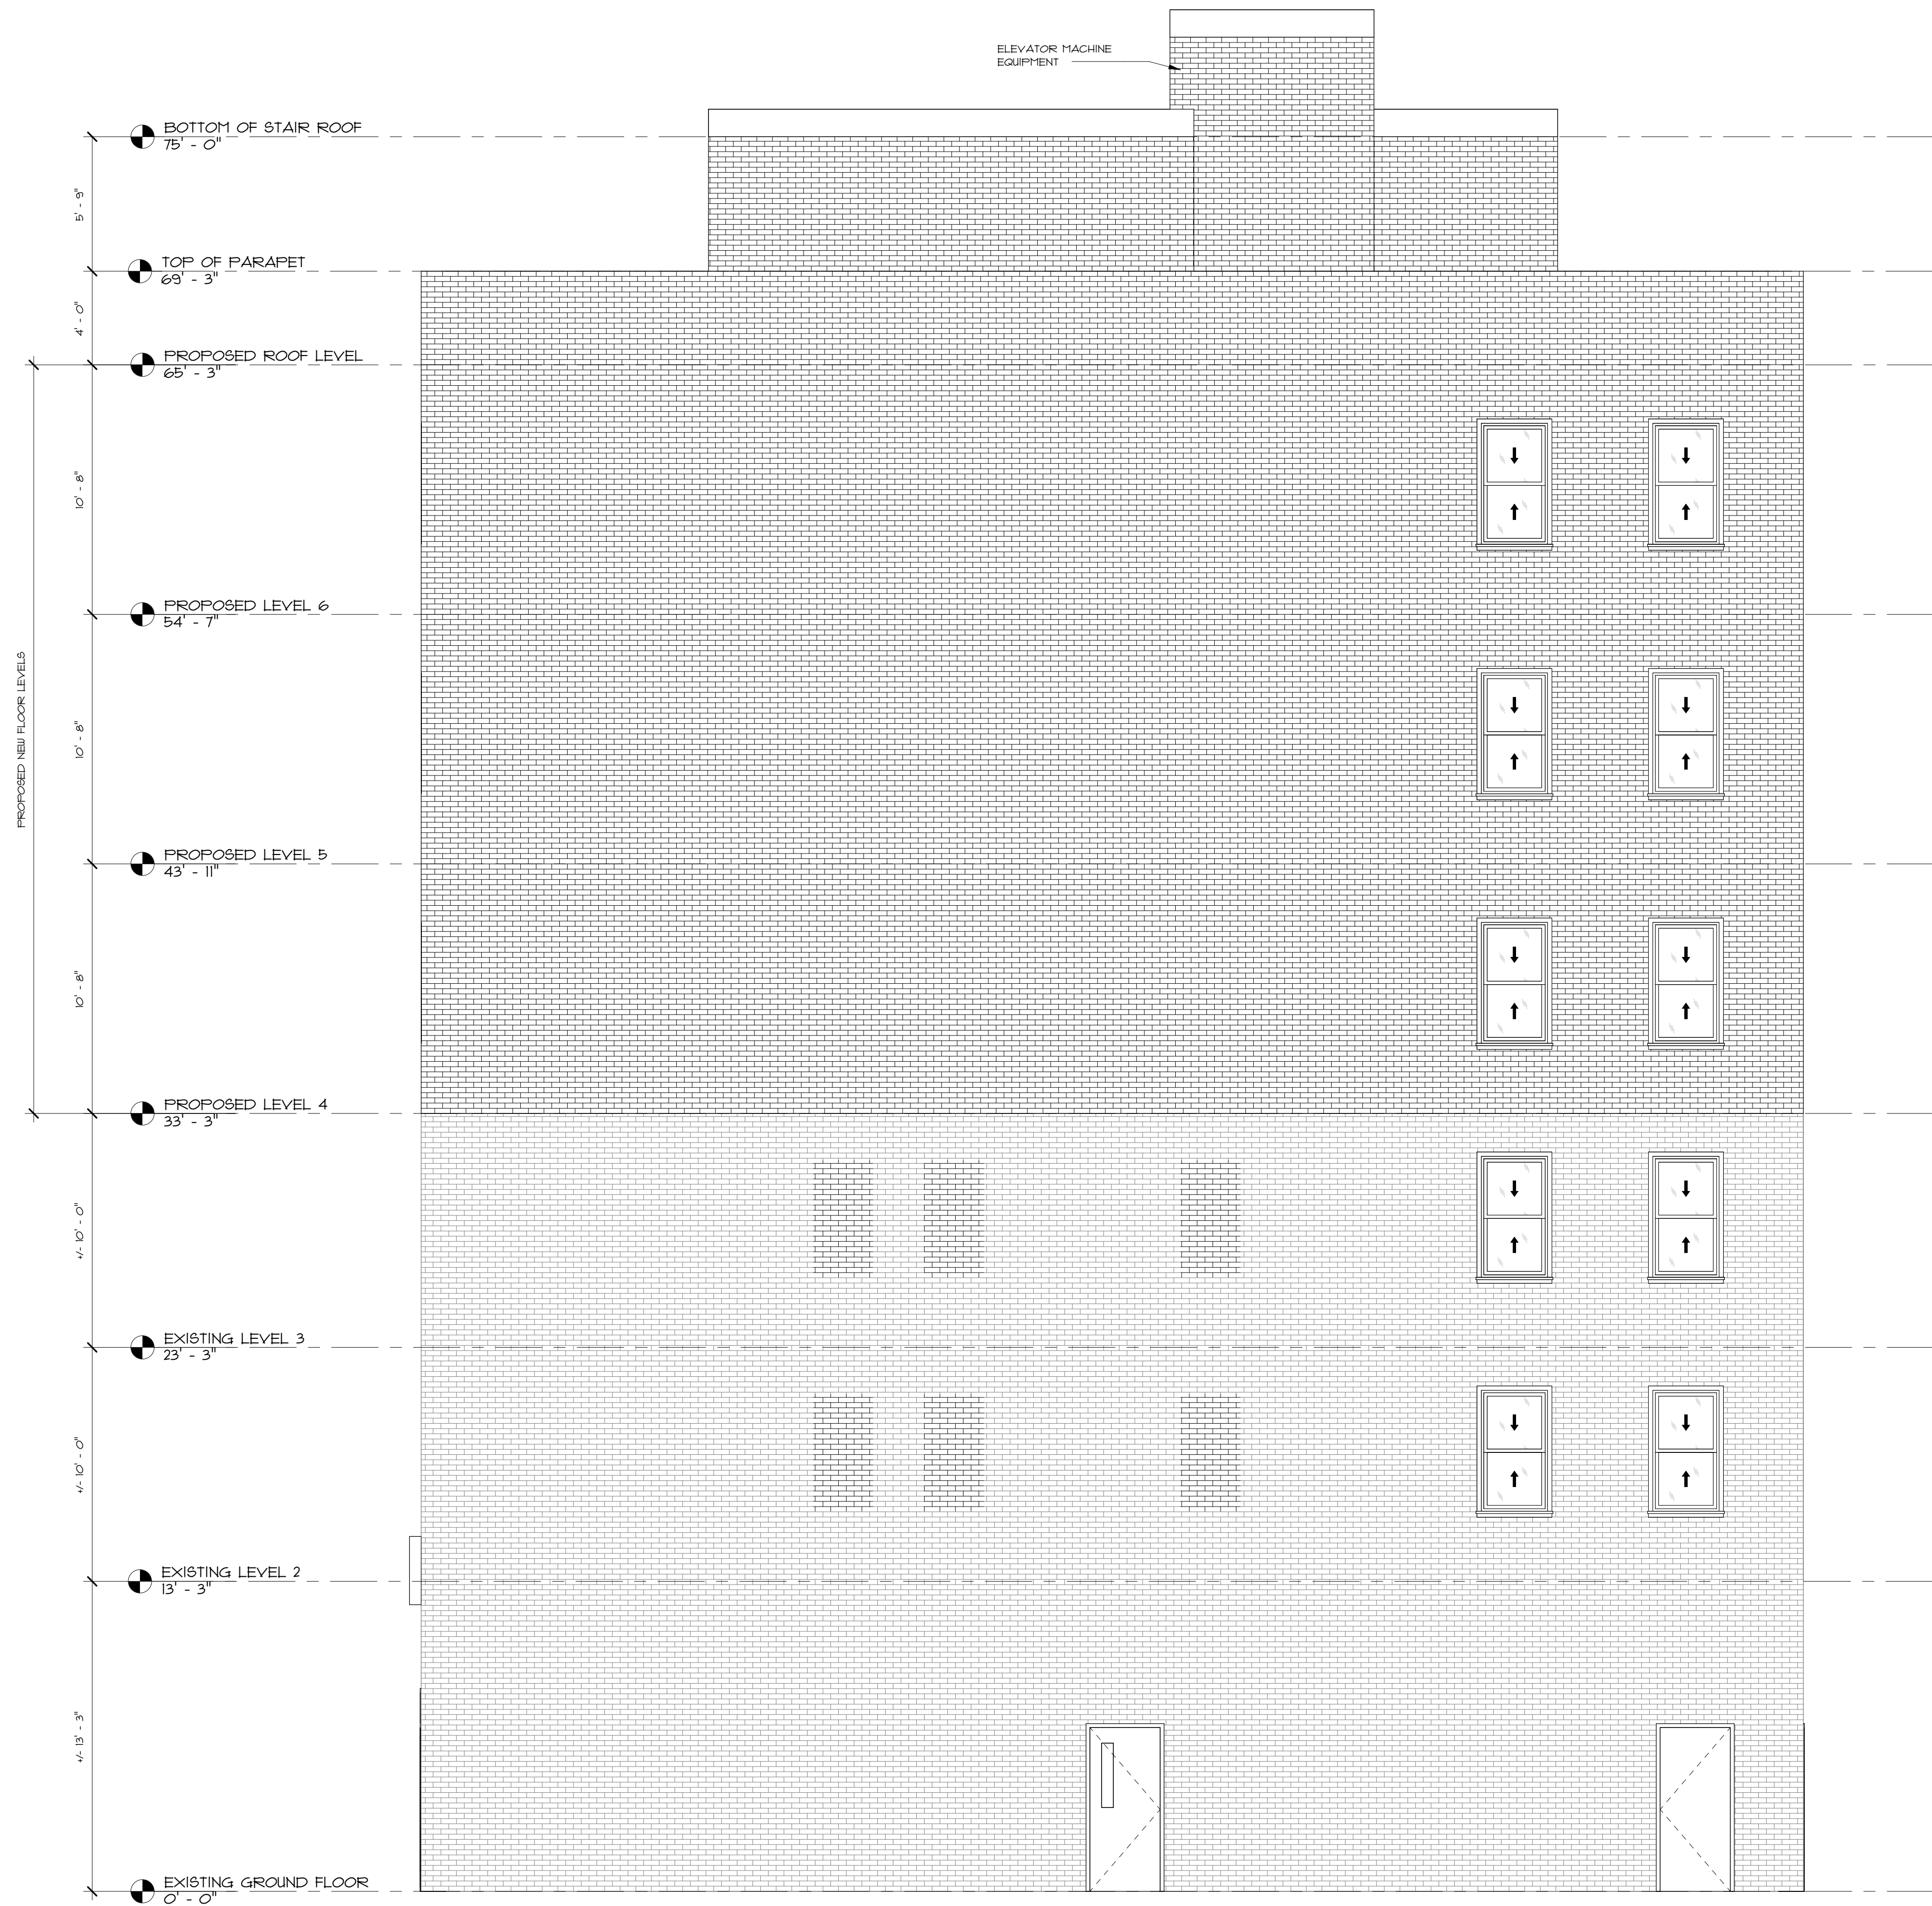 ELEVATOR MACHINE
EQUIPMENT
BOTTOM OF STAIR ROOF
75' - 0"
5' - 9"
TOP OF PARAPET
69' - 3"
4' - 0"
PROPOSED ROOF LEVEL
65' - 3"
10' - 8"
PROPOSED LEVEL 6
54' - 7"
PROPOSED NEW FLOOR LEVELS
10' - 8"
PROPOSED LEVEL 5
43' - 11"
10' - 8"
PROPOSED LEVEL 4
33' - 3"
+/- 10' - 0"
EXISTING LEVEL 3
23' - 3"
+/- 10' - 0"
EXISTING LEVEL 2
13' - 3"
+/- 13' - 3"
EXISTING GROUND FLOOR
0' - 0"